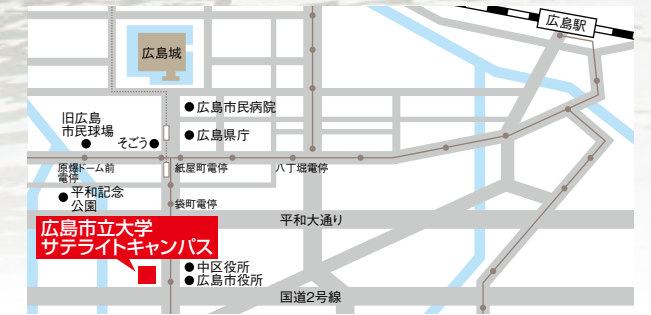 広島駅
広島城
広島市民病院
旧広島
市民球場
そごう
広島県庁
原爆ドーム前
電停
紙屋町電停
八丁堀電停
平和記念
公園
袋町電停
平和大通り
広島市立大学
サテライトキャンパス
中区役所
広島市役所
国道2号線